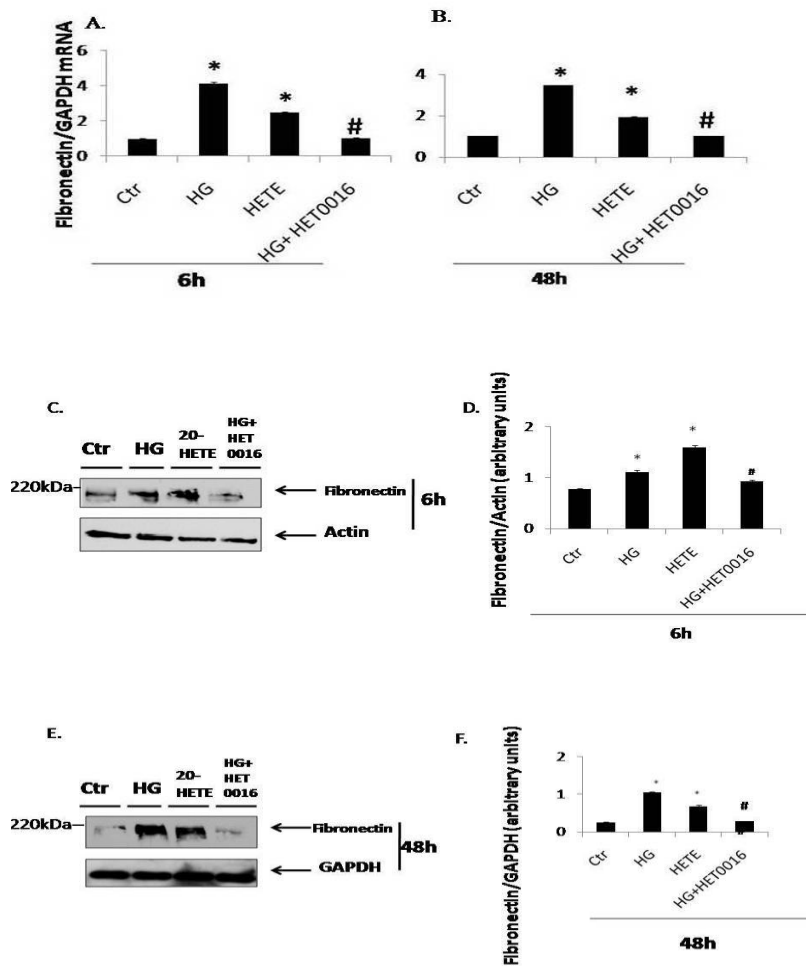 A.
Fibronectin/GAPDH mRNA
6
4
2
0
*
*
#
Ctr
HG
HETE
HG+ HET0016
6h
B.
4
2
0
*
*
#
Ctr
HG
HETE
HG+ HET0016
48h
C.
Ctr
HG
20-
HETE
HG+
HET
0016
220kDa
Fibronectin
Actin
6h
D.
Fibronectin/Actin (arbitrary units)
2
1
0
*
*
#
Ctr
HG
HETE
HG+HET0016
6h
E.
Ctr
HG
20-
HETE
HG+
HET
0016
220kDa
Fibronectin
GAPDH
48h
F.
Fibronectin/GAPDH (arbitrary units)
2
1
0
*
*
#
Ctr
HG
HETE
HG+HET0016
48h